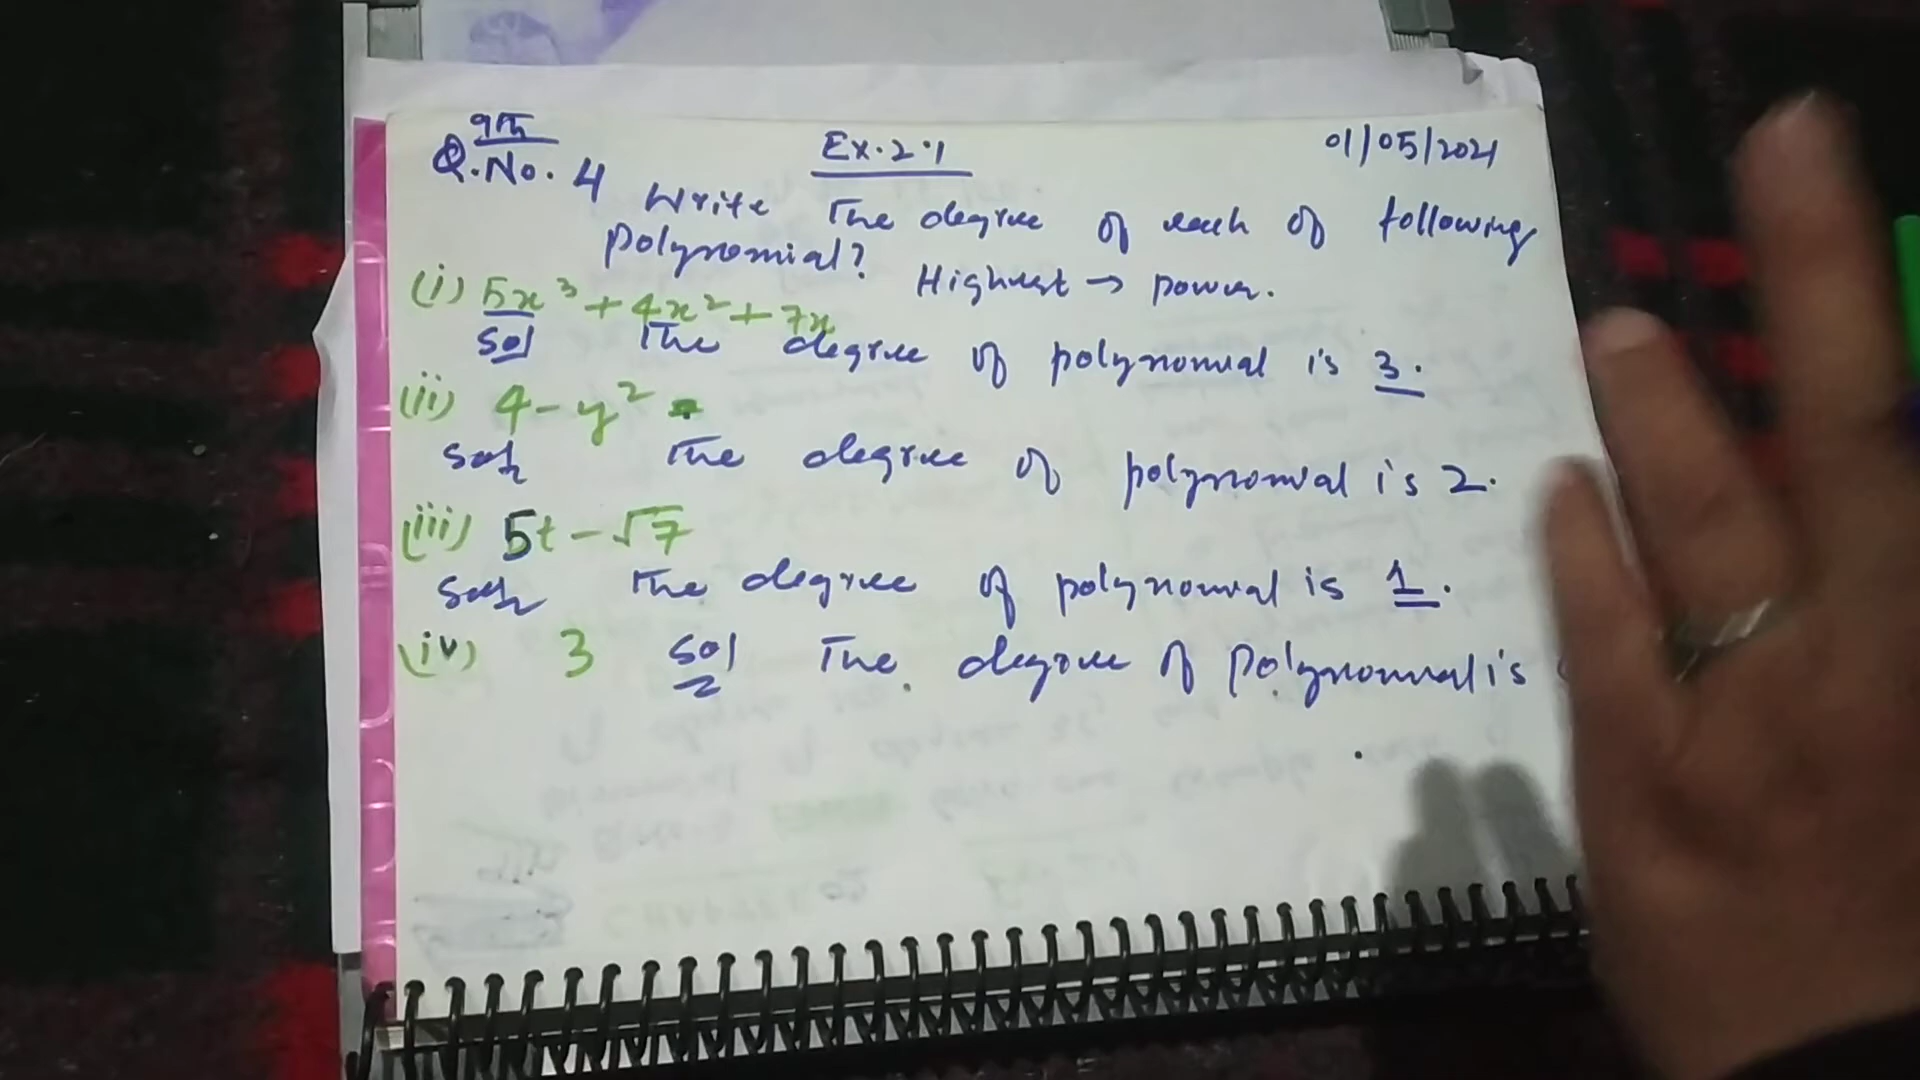 9th
Ex.2.1
01/05/2021
Q.No. 4 Write The degree of each of following
polynomial? Highest → power.
(i) 5x³ + 4x² + 7x
Sol The degree of polynomial is 3.
(ii) 4 - y²
Soln The degree of polynomial is 2.
(iii) 5t - √7
Soln The degree of polynomial is 1.
(iv) 3 Sol The degree of polynomial is